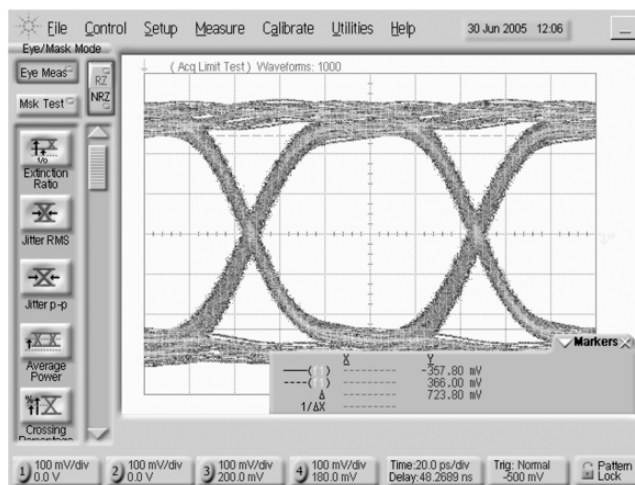 File Control Setup Measure Calibrate Utilities Help 30 Jun 2005 12:06
Eye/Mask Mode
Eye Meas
RZ
NRZ
Msk Test
( Acq Limit Test ) Waveforms: 1000
Extinction
Ratio
Jitter RMS
Jitter p-p
Average
Power
Crossing
Percentage
Markers
X Y
(1) -357.80 mV
(1) 366.00 mV
Δ 723.80 mV
1/ΔX
1 100 mV/div
0.0 V
2 100 mV/div
0.0 V
3 100 mV/div
200.0 mV
4 100 mV/div
180.0 mV
Time:20.0 ps/div
Delay:48.2689 ns
Trig: Normal
-500 mV
Pattern
Lock